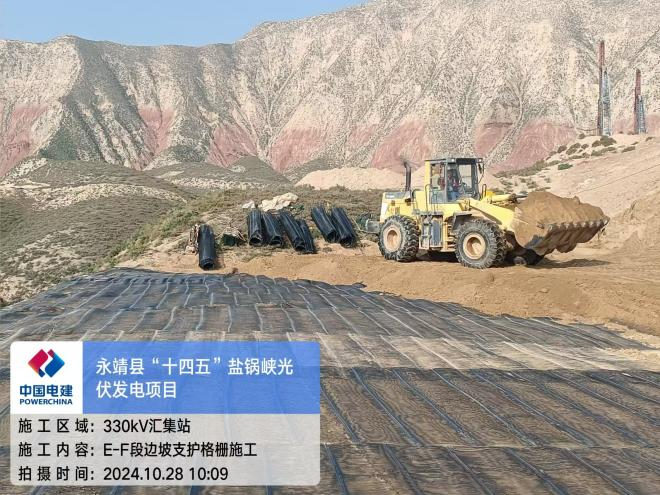 中国电建
POWERCHINA
永靖县“十四五”盐锅峡光
伏发电项目
施工区域：330kV汇集站
施工内容：E-F段边坡支护格栅施工
拍摄时间：2024.10.28 10:09